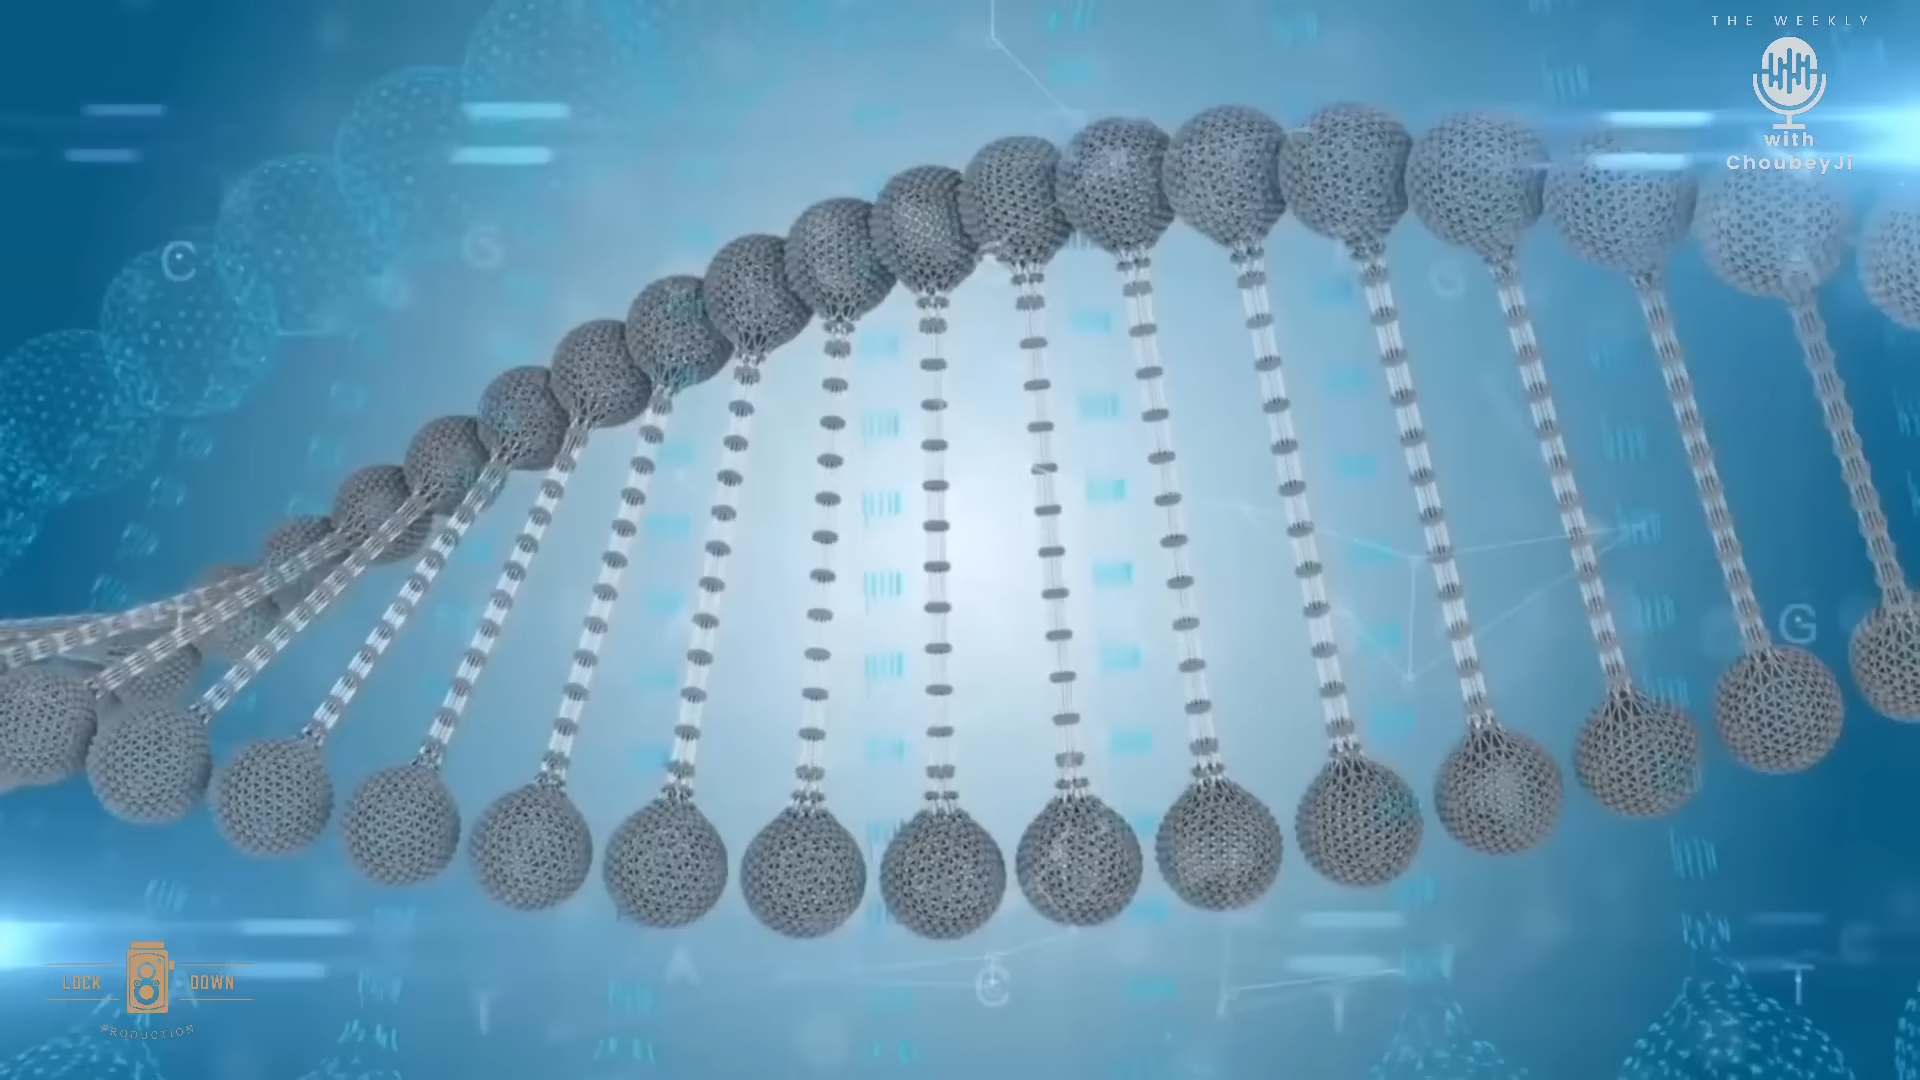 THE WEEKLY
with
ChoubeyJi
C
G
G
G
LOCK DOWN
PRODUCTION
A
C
T
T
T